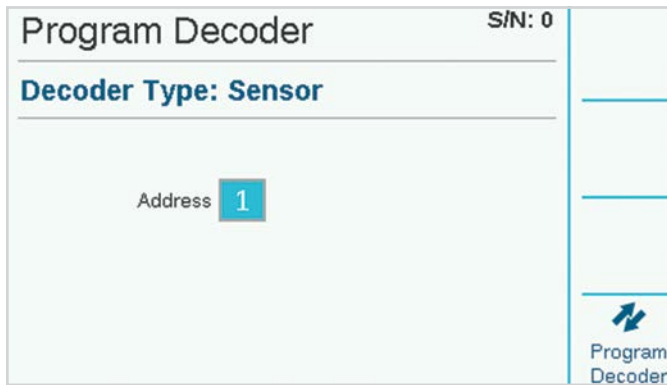 Program Decoder
S/N: 0
Decoder Type: Sensor
Address 1
Program
Decoder